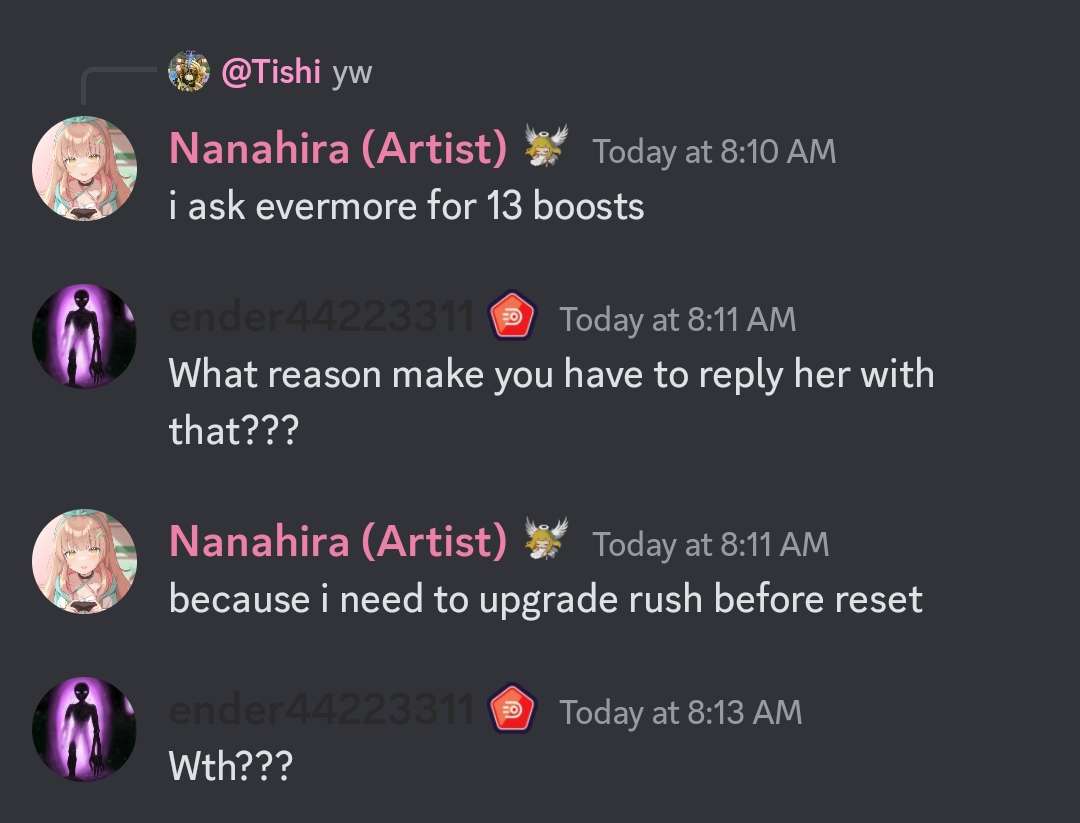 @Tishi yw
Nanahira (Artist) Today at 8:10 AM
i ask evermore for 13 boosts
ender44223311 Today at 8:11 AM
What reason make you have to reply her with
that???
Nanahira (Artist) Today at 8:11 AM
because i need to upgrade rush before reset
ender44223311 Today at 8:13 AM
Wth???